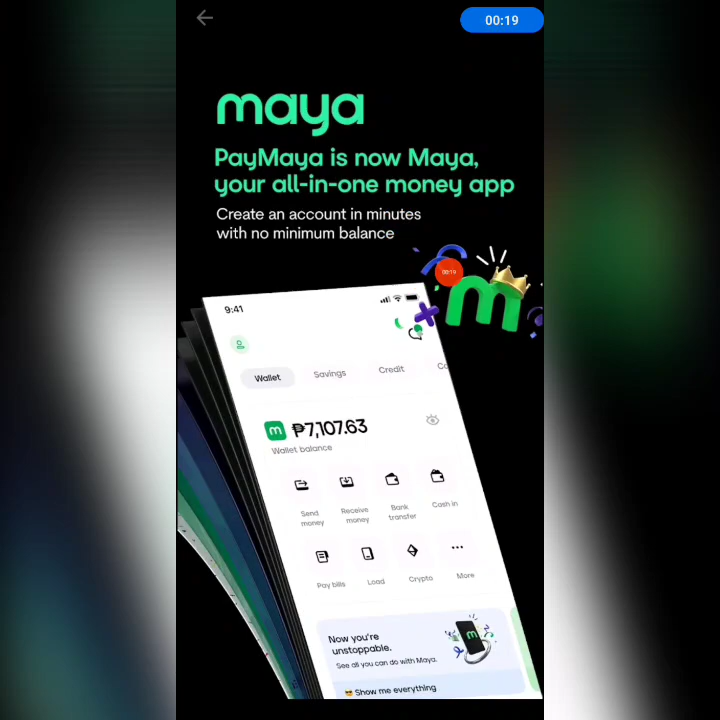 00:19
maya
PayMaya is now Maya,
your all-in-one money app
Create an account in minutes
with no minimum balance
00:19
m
9:41
Wallet Savings Credit
m ₱7,107.63
Wallet balance
Send money
Receive money
Bank transfer
Cash in
Pay bills
Load
Crypto
More
Now you're
unstoppable.
See all you can do with Maya.
m
😎 Show me everything